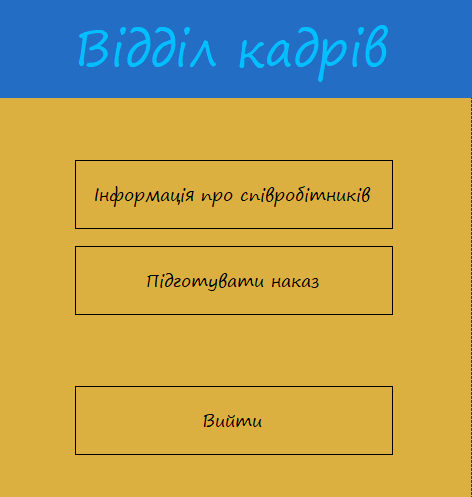 Відділ кадрів
Інформація про співробітників
Підготувати наказ
Вийти